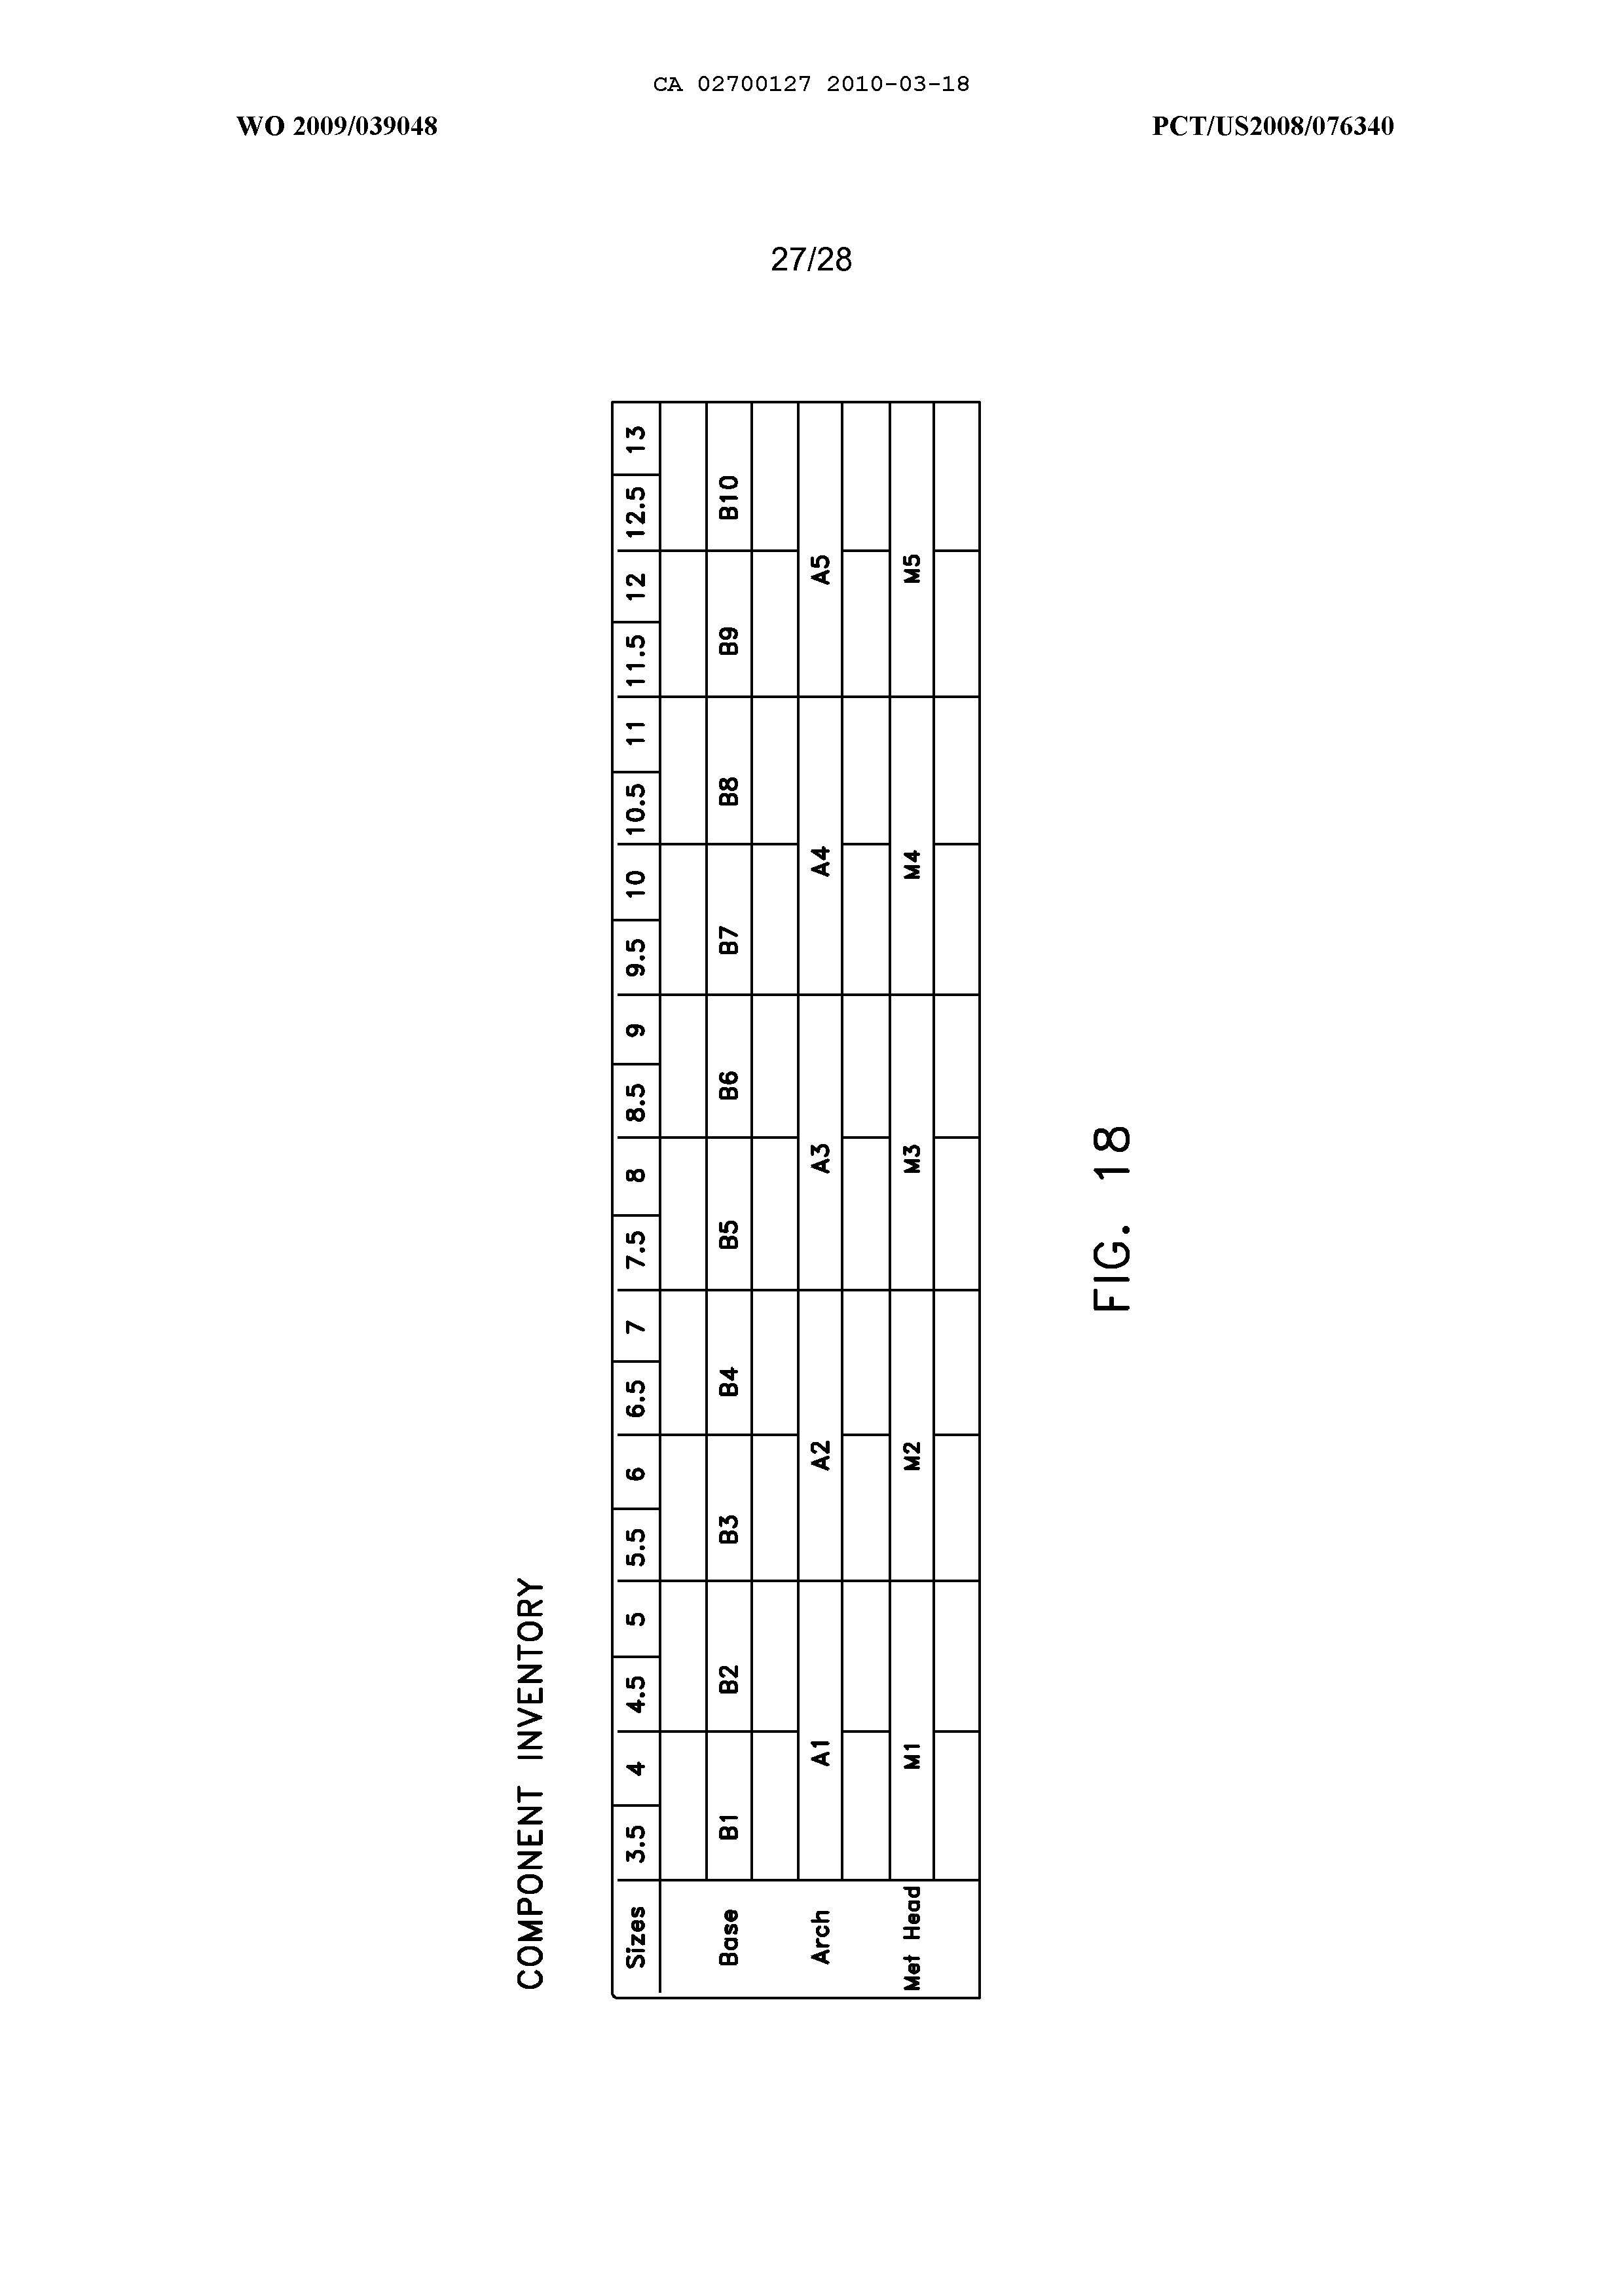 CA 02700127 2010-03-18
WO 2009/039048 PCT/US2008/076340
27/28
COMPONENT INVENTORY
Sizes 3.5 4 4.5 5 5.5 6 6.5 7 7.5 8 8.5 9 9.5 10 10.5 11 11.5 12 12.5 13
Base B1 B2 B3 B4 B5 B6 B7 B8 B9 B10
Arch A1 A2 A3 A4 A5
Met Head M1 M2 M3 M4 M5
FIG. 18